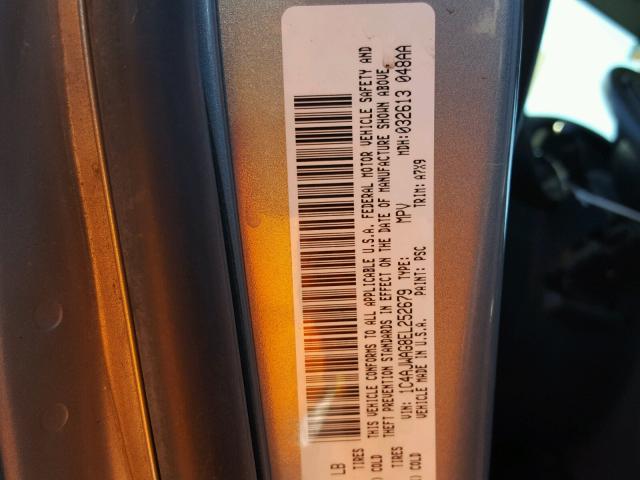 LB
TIRES
) COLD
TIRES
) COLD
THIS VEHICLE CONFORMS TO ALL APPLICABLE U.S.A. FEDERAL MOTOR VEHICLE SAFETY AND
THEFT PREVENTION STANDARDS IN EFFECT ON THE DATE OF MANUFACTURE SHOWN ABOVE.
VIN: 1C4AJWAG8EL252879 TYPE: MPV MDH:032613 048AA
VEHICLE MADE IN U.S.A. PAINT: PSC TRIM: A7X9